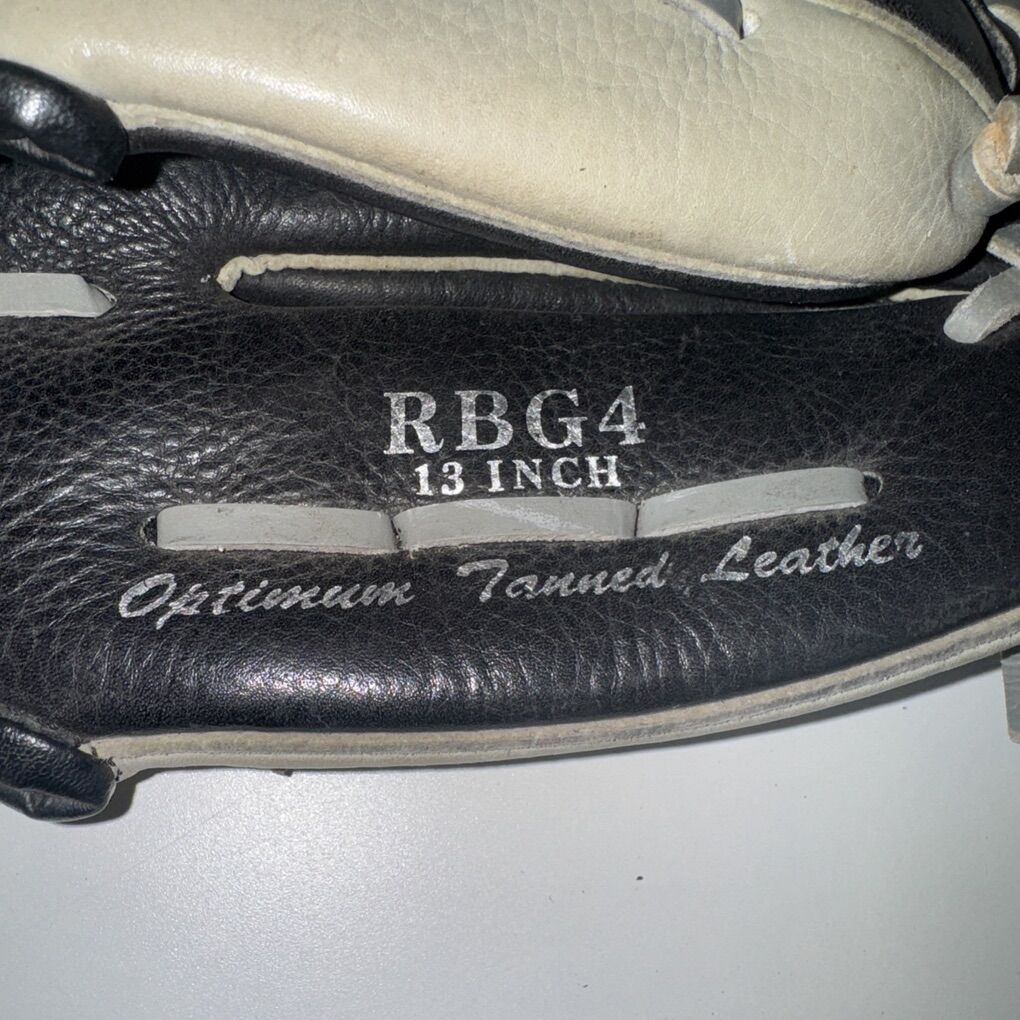 RBG4
13 INCH
Optimum Tanned Leather